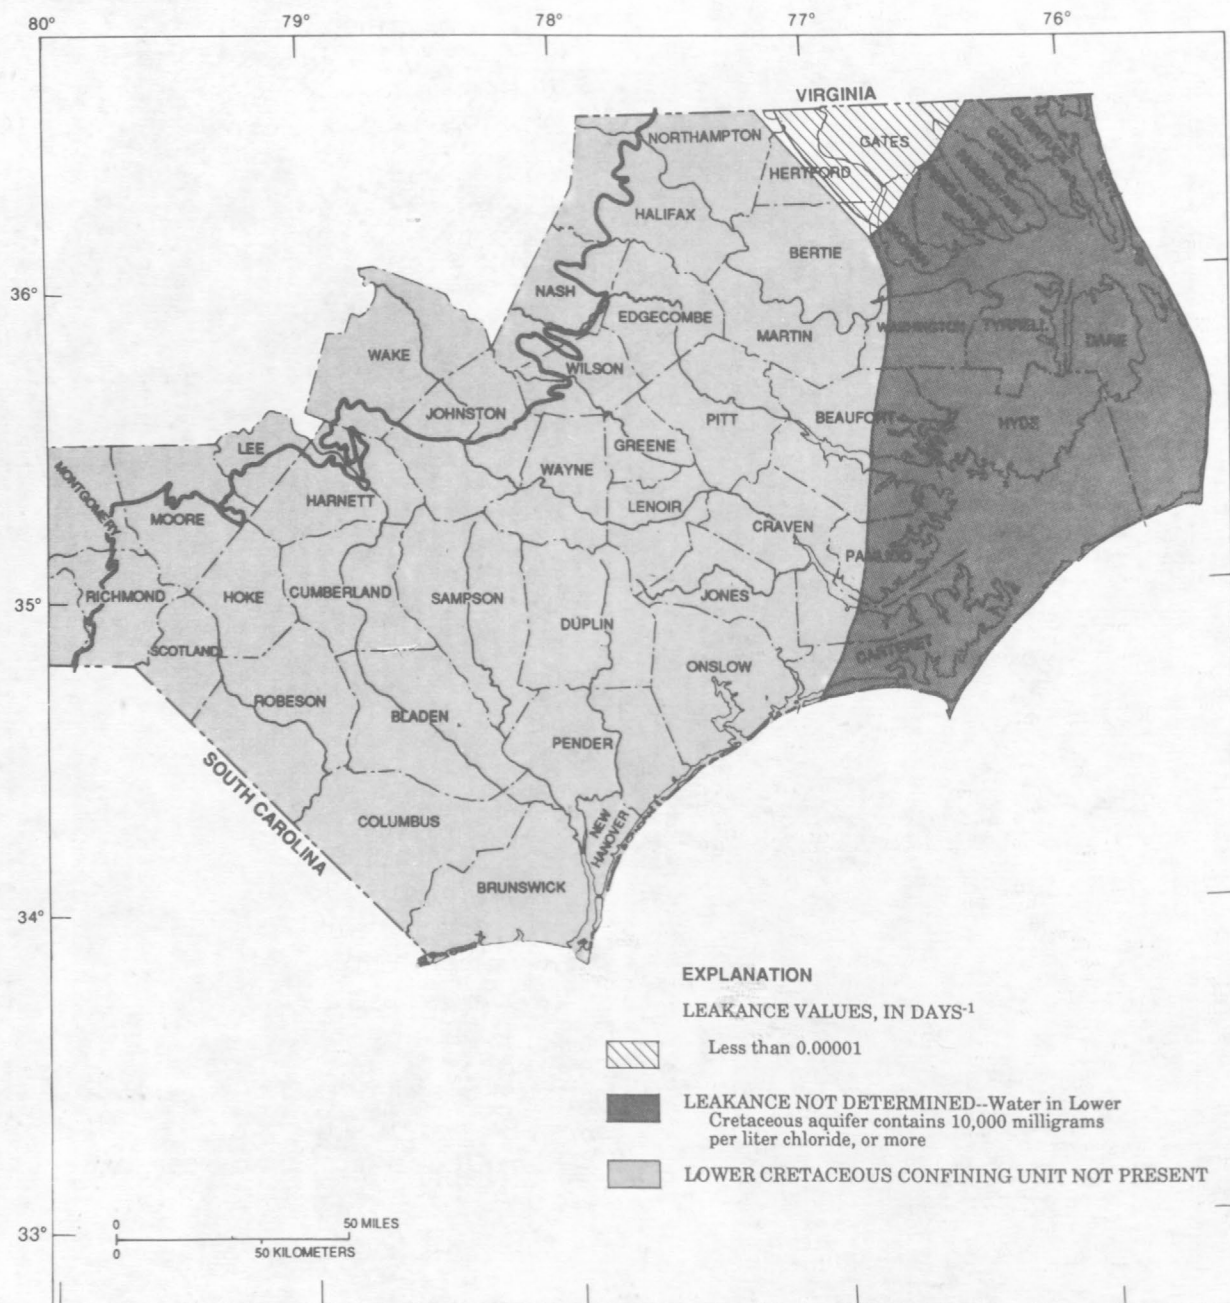 80°
79°
78°
77°
76°
VIRGINIA
NORTHAMPTON
GATES
HERTFORD
HALIFAX
BERTIE
36°
NASH
EDGECOMBE
MARTIN
WASHINGTON
TYRRELL
DARE
WAKE
WILSON
JOHNSTON
PITT
BEAUFORT
HYDE
LEE
GREENE
WAYNE
MONTGOMERY
MOORE
HARNETT
LENOIR
CRAVEN
PAMLICO
35°
RICHMOND
HOKE
CUMBERLAND
SAMPSON
JONES
DUPLIN
SCOTLAND
CARTERET
ONSLOW
ROBESON
BLADEN
PENDER
SOUTH CAROLINA
COLUMBUS
NEW
HANOVER
BRUNSWICK
34°
EXPLANATION
LEAKANCE VALUES, IN DAYS-1
Less than 0.00001
LEAKANCE NOT DETERMINED--Water in Lower
Cretaceous aquifer contains 10,000 milligrams
per liter chloride, or more
LOWER CRETACEOUS CONFINING UNIT NOT PRESENT
33°
0
50 MILES
0
50 KILOMETERS